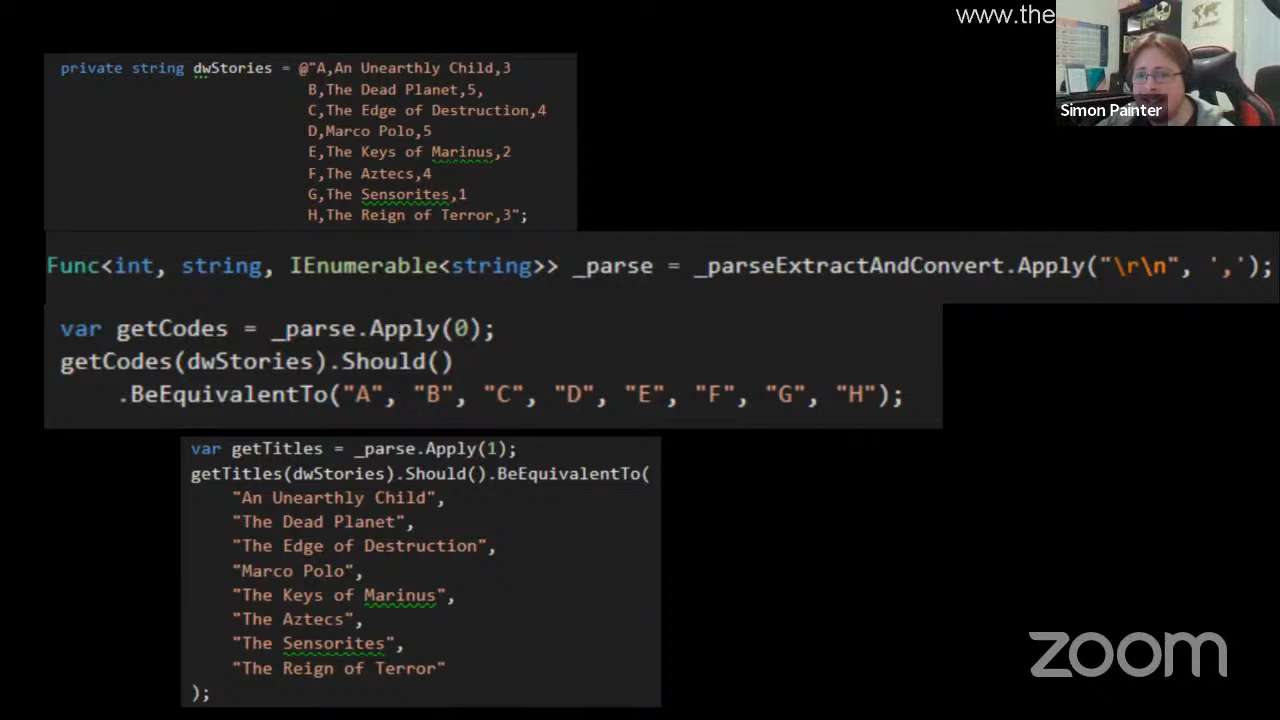 www.the
private string dwStories = @"A,An Unearthly Child,3
B,The Dead Planet,5,
C,The Edge of Destruction,4
D,Marco Polo,5
E,The Keys of Marinus,2
F,The Aztecs,4
G,The Sensorites,1
H,The Reign of Terror,3";
Simon Painter
Func<int, string, IEnumerable<string>> _parse = _parseExtractAndConvert.Apply("\r\n", ',');
var getCodes = _parse.Apply(0);
getCodes(dwStories).Should()
.BeEquivalentTo("A", "B", "C", "D", "E", "F", "G", "H");
var getTitles = _parse.Apply(1);
getTitles(dwStories).Should().BeEquivalentTo(
"An Unearthly Child",
"The Dead Planet",
"The Edge of Destruction",
"Marco Polo",
"The Keys of Marinus",
"The Aztecs",
"The Sensorites",
"The Reign of Terror"
);
zoom